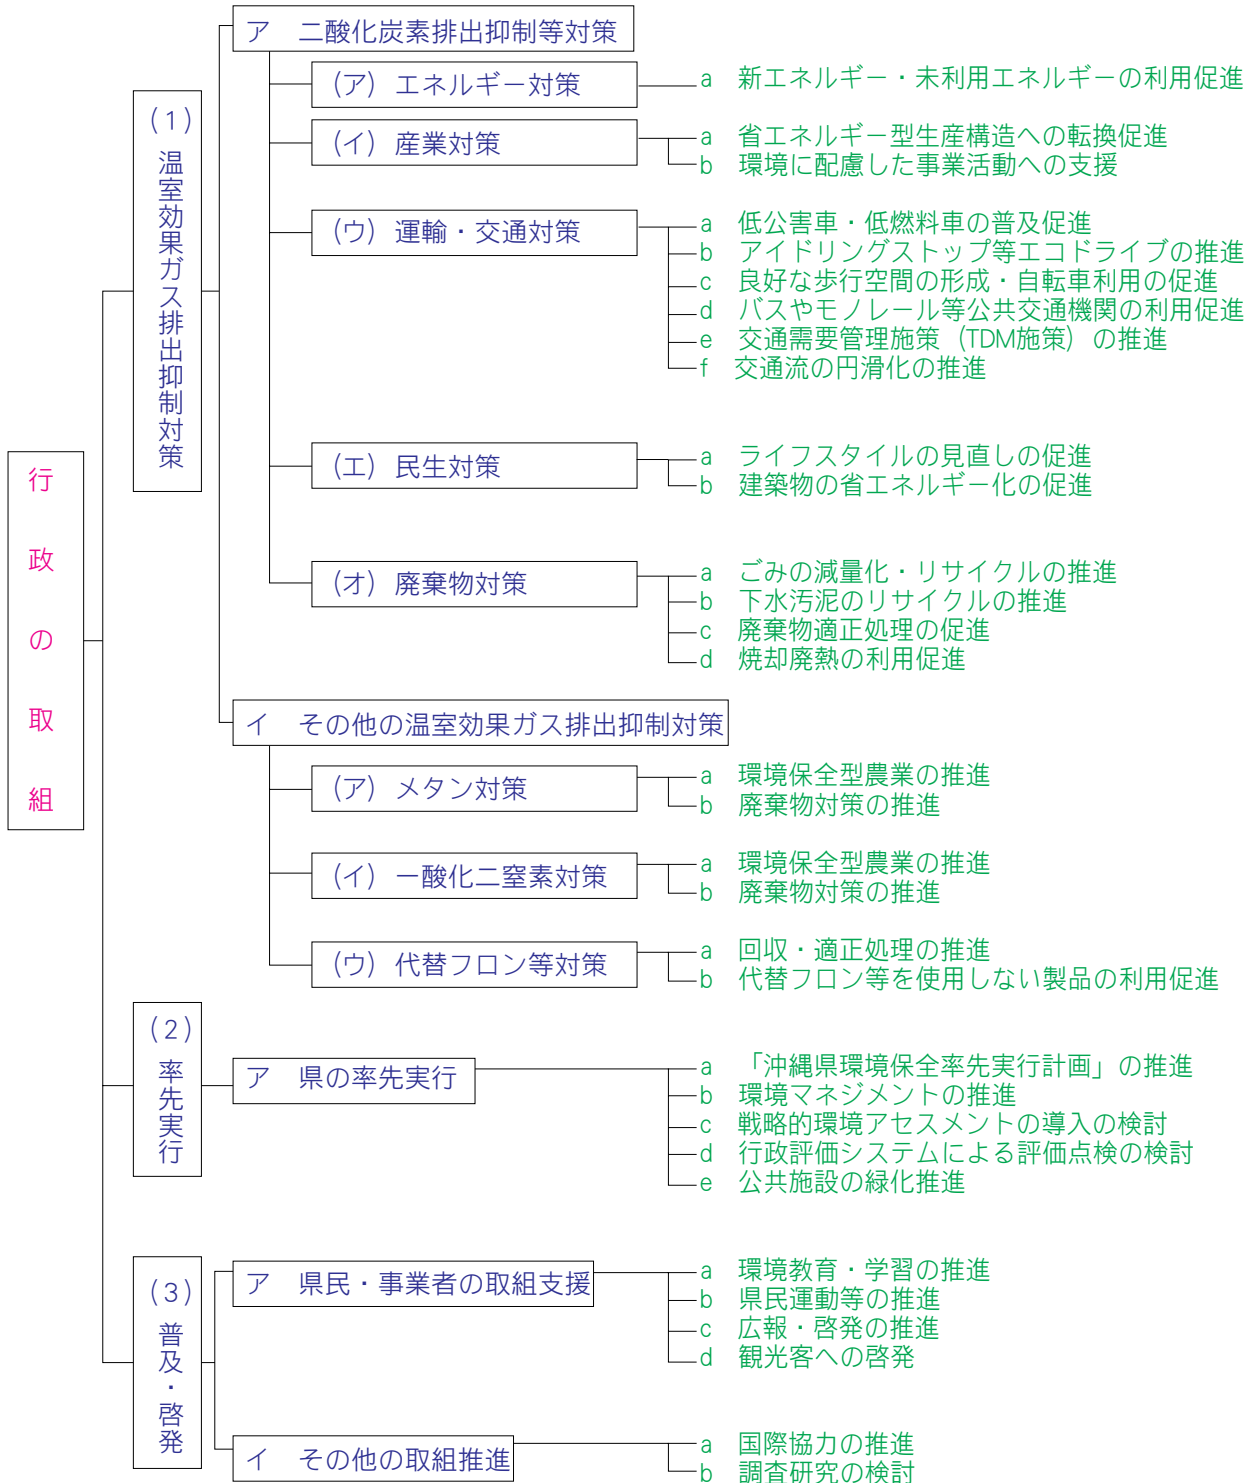 行政の取組
(1) 温室効果ガス排出抑制対策
ア 二酸化炭素排出抑制等対策
(ア) エネルギー対策
a 新エネルギー・未利用エネルギーの利用促進
(イ) 産業対策
a 省エネルギー型生産構造への転換促進
b 環境に配慮した事業活動への支援
(ウ) 運輸・交通対策
a 低公害車・低燃料車の普及促進
b アイドリングストップ等エコドライブの推進
c 良好な歩行空間の形成・自転車利用の促進
d バスやモノレール等公共交通機関の利用促進
e 交通需要管理施策 (TDM施策) の推進
f 交通流の円滑化の推進
(エ) 民生対策
a ライフスタイルの見直しの促進
b 建築物の省エネルギー化の促進
(オ) 廃棄物対策
a ごみの減量化・リサイクルの推進
b 下水汚泥のリサイクルの推進
c 廃棄物適正処理の促進
d 焼却廃熱の利用促進
イ その他の温室効果ガス排出抑制対策
(ア) メタン対策
a 環境保全型農業の推進
b 廃棄物対策の推進
(イ) 一酸化二窒素対策
a 環境保全型農業の推進
b 廃棄物対策の推進
(ウ) 代替フロン等対策
a 回収・適正処理の推進
b 代替フロン等を使用しない製品の利用促進
(2) 率先実行
ア 県の率先実行
a 「沖縄県環境保全率先実行計画」の推進
b 環境マネジメントの推進
c 戦略的環境アセスメントの導入の検討
d 行政評価システムによる評価点検の検討
e 公共施設の緑化推進
(3) 普及・啓発
ア 県民・事業者の取組支援
a 環境教育・学習の推進
b 県民運動等の推進
c 広報・啓発の推進
d 観光客への啓発
イ その他の取組推進
a 国際協力の推進
b 調査研究の検討